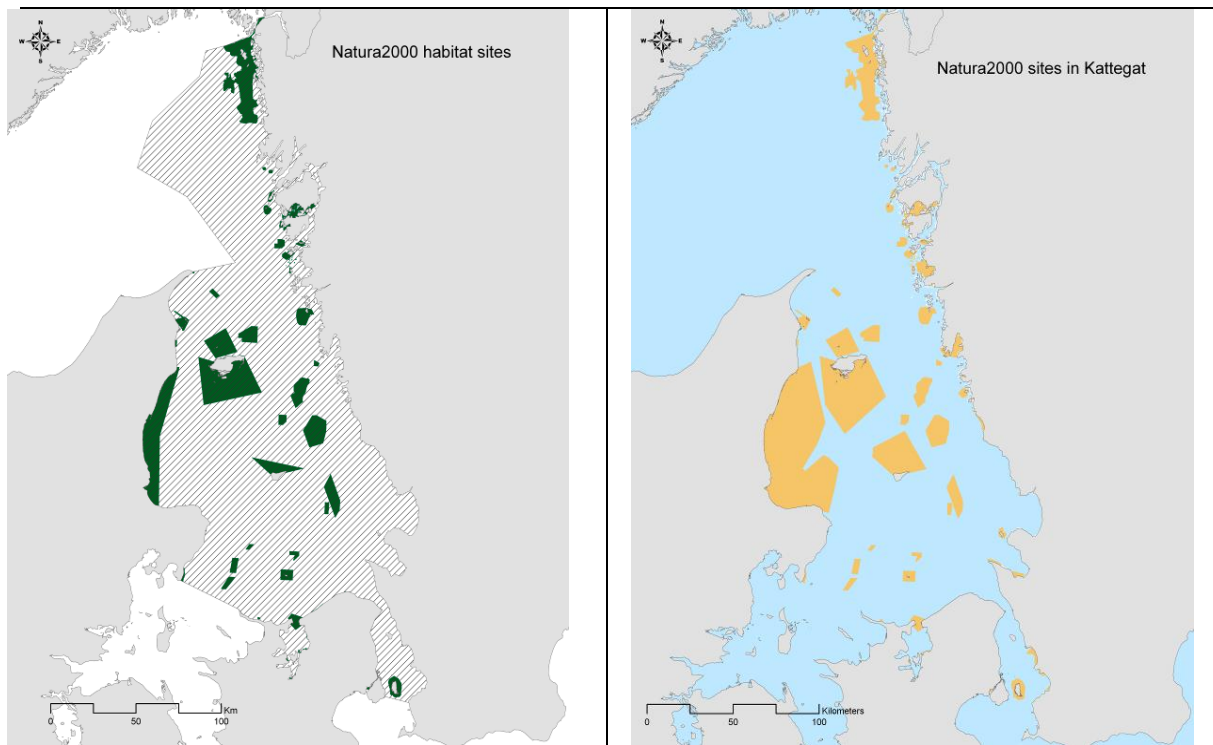 N
W E
S
Natura2000 habitat sites
Km
0 50 100
N
W E
S
Natura2000 sites in Kattegat
Kilometers
0 50 100